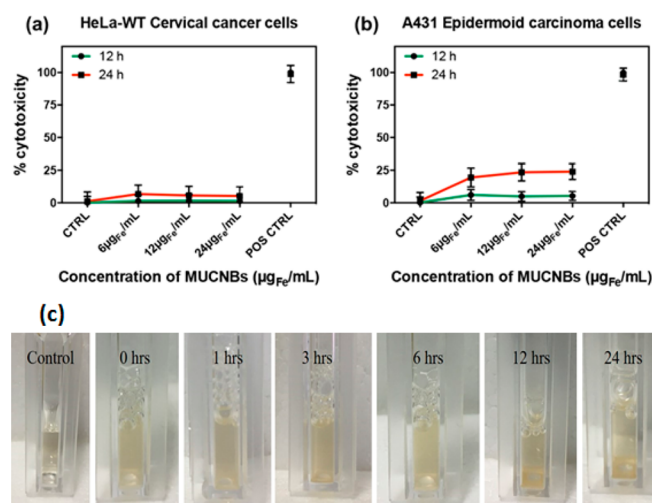 (a) HeLa-WT Cervical cancer cells
12 h
24 h
100
75
50
25
0
% cytotoxicity
CTRL
6µgFe/mL
12µgFe/mL
24µgFe/mL
POS CTRL
Concentration of MUCNBs (µgFe/mL)
(b) A431 Epidermoid carcinoma cells
12 h
24 h
100
75
50
25
0
% cytotoxicity
CTRL
6µgFe/mL
12µgFe/mL
24µgFe/mL
POS CTRL
Concentration of MUCNBs (µgFe/mL)
(c)
Control
0 hrs
1 hrs
3 hrs
6 hrs
12 hrs
24 hrs